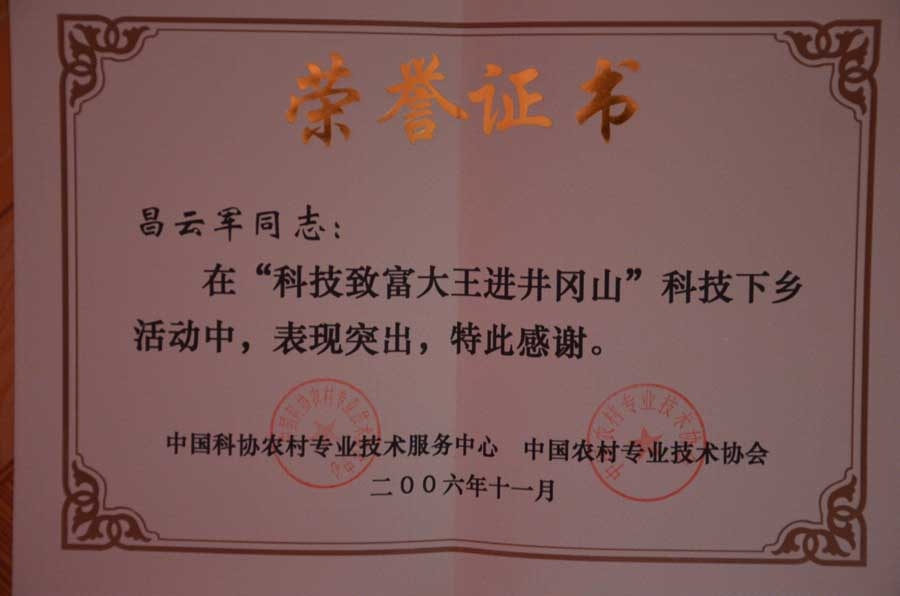 荣誉证书
昌云军同志：
在“科技致富大王进井冈山”科技下乡
活动中，表现突出，特此感谢。
中国科协农村专业技术服务中心 中国农村专业技术协会
二００六年十一月